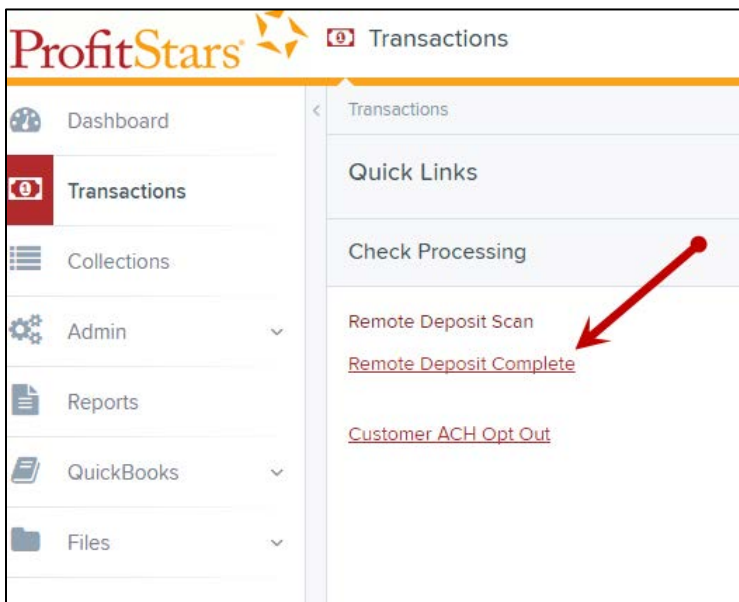 ProfitStars®
Transactions
Dashboard
Transactions
Collections
Admin
Reports
QuickBooks
Files
Transactions
Quick Links
Check Processing
Remote Deposit Scan
Remote Deposit Complete
Customer ACH Opt Out